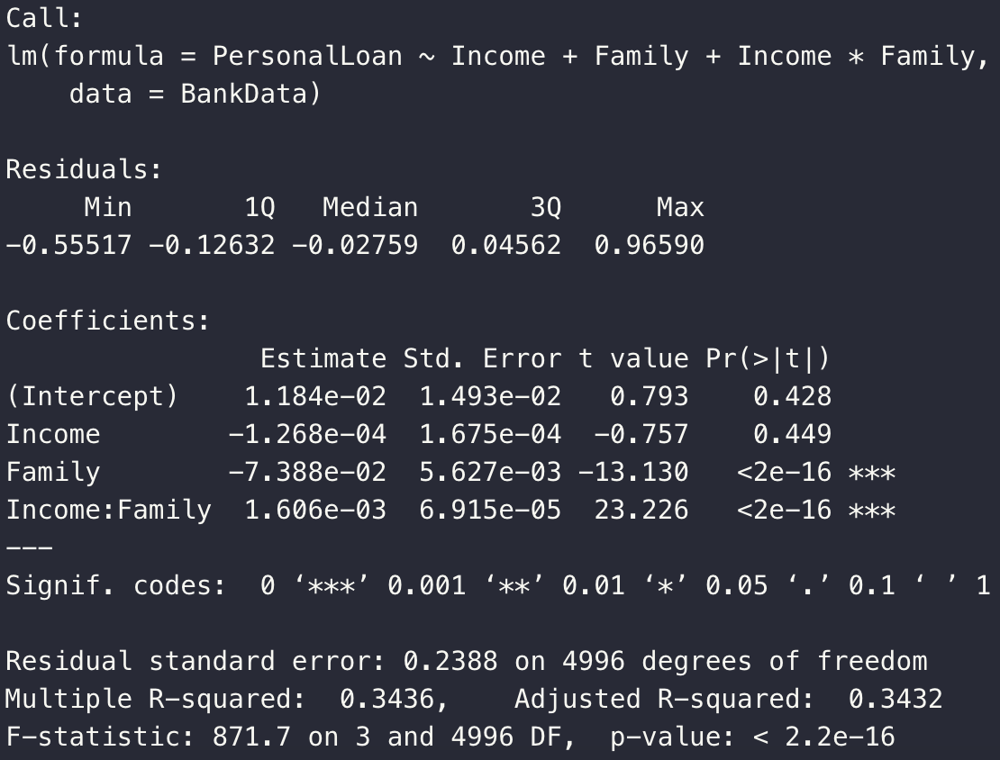 Call:
lm(formula = PersonalLoan ~ Income + Family + Income * Family,
    data = BankData)

Residuals:
     Min       1Q   Median       3Q      Max
−0.55517 −0.12632 −0.02759  0.04562  0.96590

Coefficients:
                Estimate Std. Error t value Pr(>|t|)
(Intercept)    1.184e−02  1.493e−02   0.793    0.428
Income        −1.268e−04  1.675e−04  −0.757    0.449
Family        −7.388e−02  5.627e−03 −13.130   <2e−16 ***
Income:Family  1.606e−03  6.915e−05  23.226   <2e−16 ***
−−−
Signif. codes:  0 ‘***’ 0.001 ‘**’ 0.01 ‘*’ 0.05 ‘.’ 0.1 ‘ ’ 1

Residual standard error: 0.2388 on 4996 degrees of freedom
Multiple R−squared:  0.3436,    Adjusted R−squared:  0.3432
F−statistic: 871.7 on 3 and 4996 DF,  p−value: < 2.2e−16